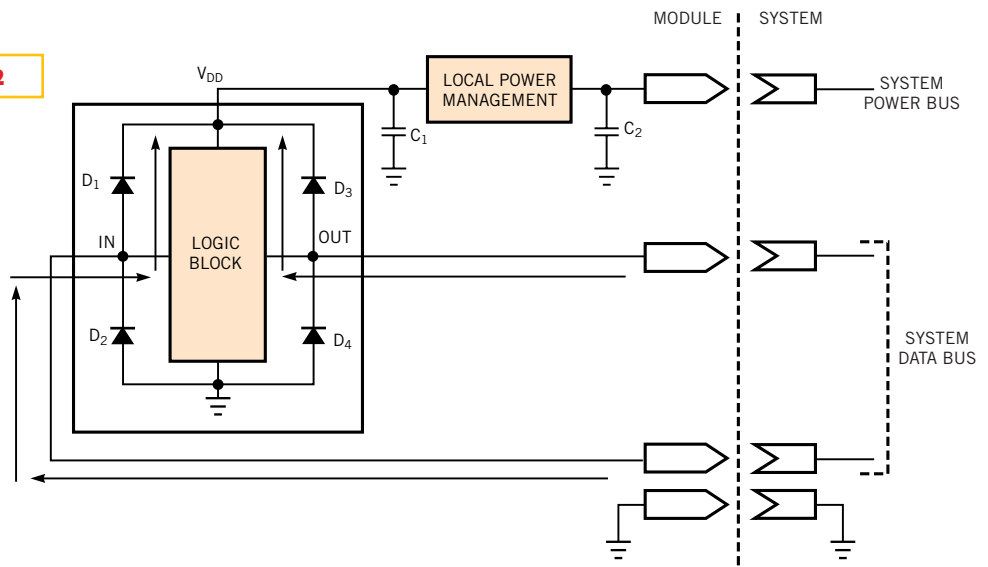 MODULE
SYSTEM
2
V_DD
LOCAL POWER
MANAGEMENT
SYSTEM
POWER BUS
C₁
C₂
D₁
D₃
IN
LOGIC
BLOCK
OUT
D₂
D₄
SYSTEM
DATA BUS